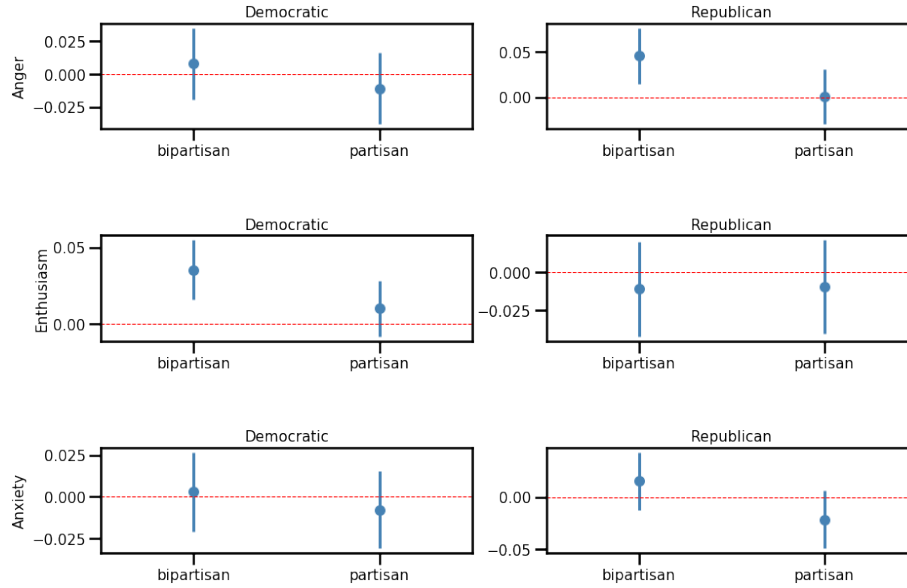 Democratic
Republican
Anger
0.025
0.000
−0.025
0.05
0.00
bipartisan
partisan
bipartisan
partisan
Democratic
Republican
Enthusiasm
0.05
0.00
0.000
−0.025
bipartisan
partisan
bipartisan
partisan
Democratic
Republican
Anxiety
0.025
0.000
−0.025
0.00
−0.05
bipartisan
partisan
bipartisan
partisan